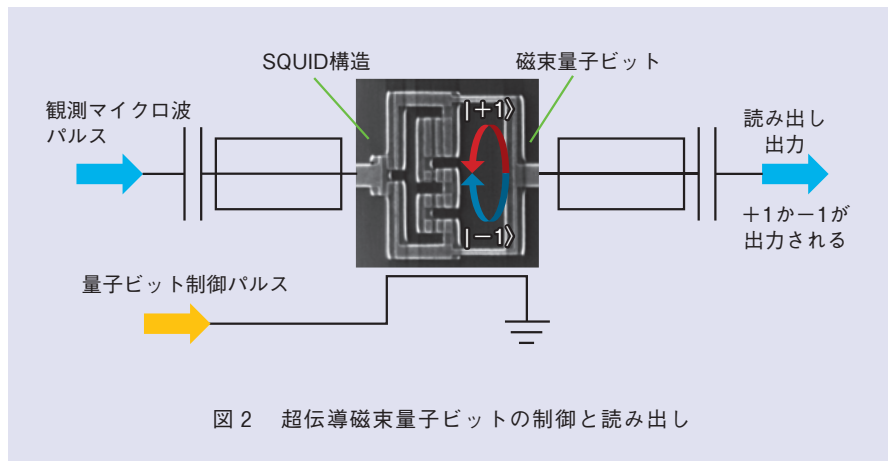 SQUID構造
磁束量子ビット
観測マイクロ波
パルス
|+1〉
|−1〉
読み出し
出力
+1か−1が
出力される
量子ビット制御パルス
図2 超伝導磁束量子ビットの制御と読み出し